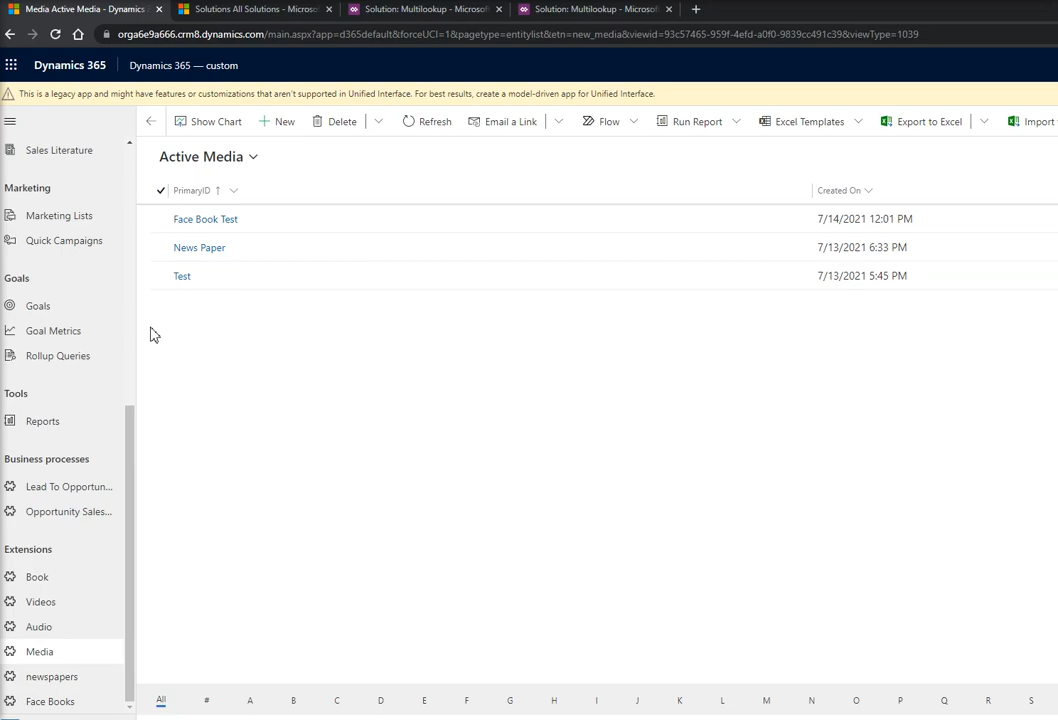 Media Active Media - Dynamics
Solutions All Solutions - Microso
Solution: Multilookup - Microsof
Solution: Multilookup - Microsof
orga6e9a666.crm8.dynamics.com/main.aspx?app=d365default&forceUCI=1&pagetype=entitylist&etn=new_media&viewid=93c57465-959f-4efd-a0f0-9839cc491c39&viewType=1039
Dynamics 365
Dynamics 365 — custom
This is a legacy app and might have features or customizations that aren't supported in Unified Interface. For best results, create a model-driven app for Unified Interface.
Show Chart
New
Delete
Refresh
Email a Link
Flow
Run Report
Excel Templates
Export to Excel
Import
Sales Literature
Marketing
Marketing Lists
Quick Campaigns
Goals
Goals
Goal Metrics
Rollup Queries
Tools
Reports
Business processes
Lead To Opportun...
Opportunity Sales...
Extensions
Book
Videos
Audio
Media
newspapers
Face Books
Active Media
PrimaryID ↑
Created On
Face Book Test
7/14/2021 12:01 PM
News Paper
7/13/2021 6:33 PM
Test
7/13/2021 5:45 PM
All # A B C D E F G H I J K L M N O P Q R S